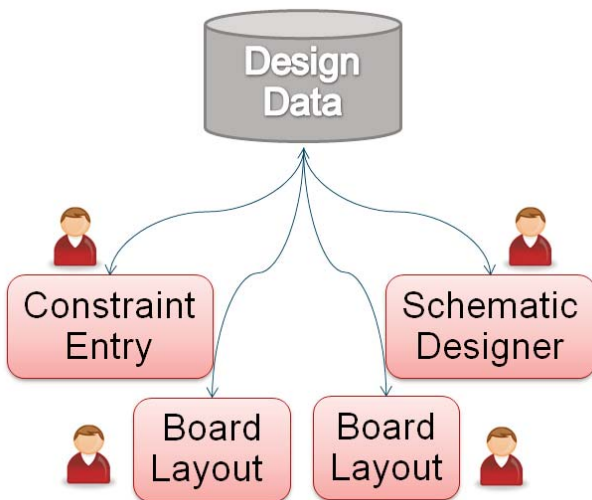 Design
Data
Constraint
Entry
Schematic
Designer
Board
Layout
Board
Layout